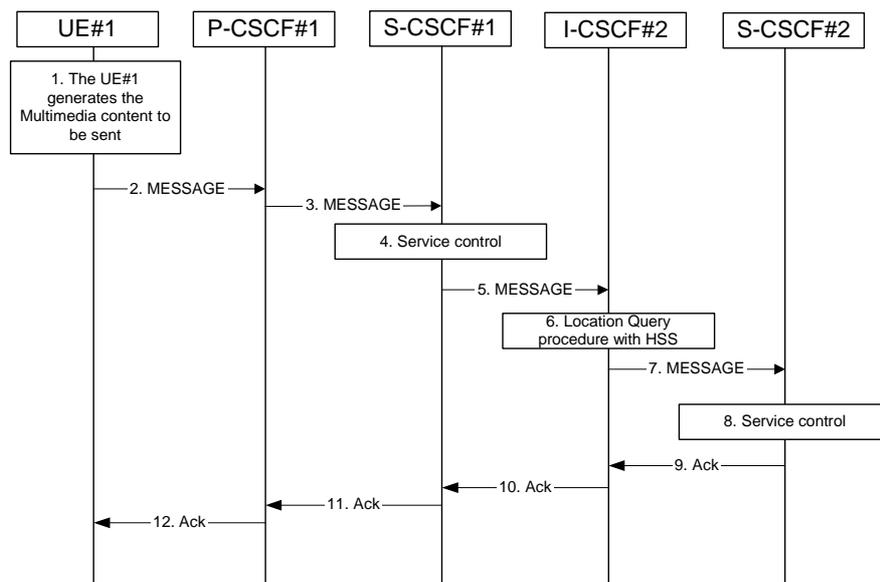 UE#1
P-CSCF#1
S-CSCF#1
I-CSCF#2
S-CSCF#2
1. The UE#1
generates the
Multimedia content to
be sent
2. MESSAGE
3. MESSAGE
4. Service control
5. MESSAGE
6. Location Query
procedure with HSS
7. MESSAGE
8. Service control
9. Ack
10. Ack
11. Ack
12. Ack